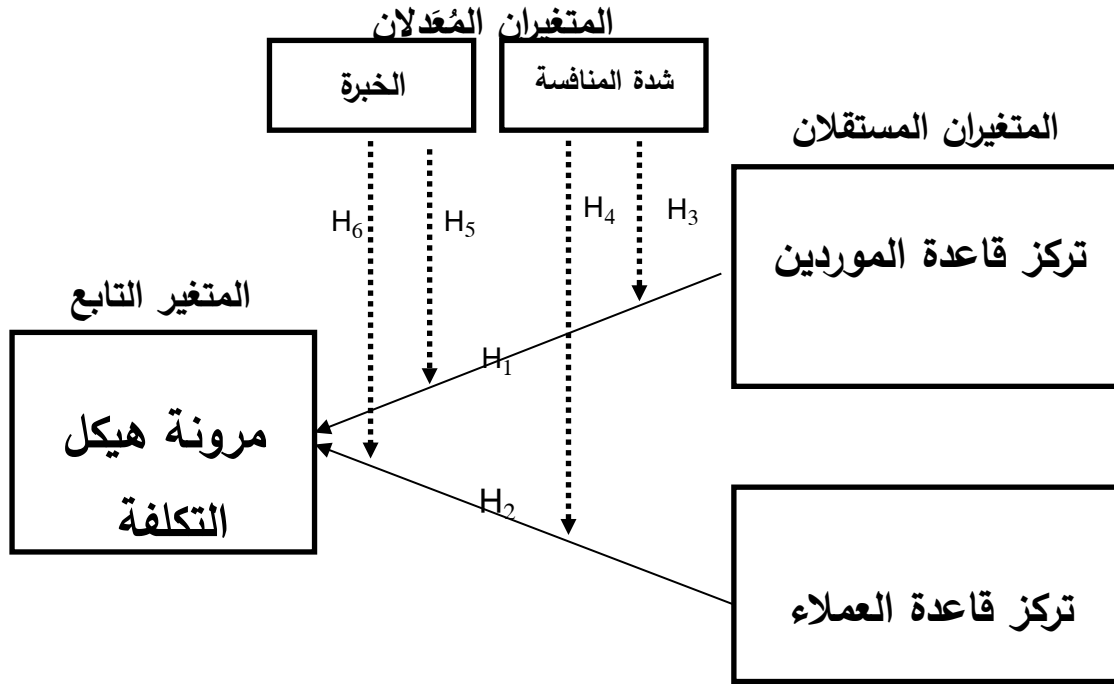 المتغيران المُعَدلان
شدة المنافسة
الخبرة
المتغيران المستقلان
H₃
H₄
H₅
H₆
تركز قاعدة الموردين
المتغير التابع
H₁
مرونة هيكل
التكلفة
H₂
تركز قاعدة العملاء